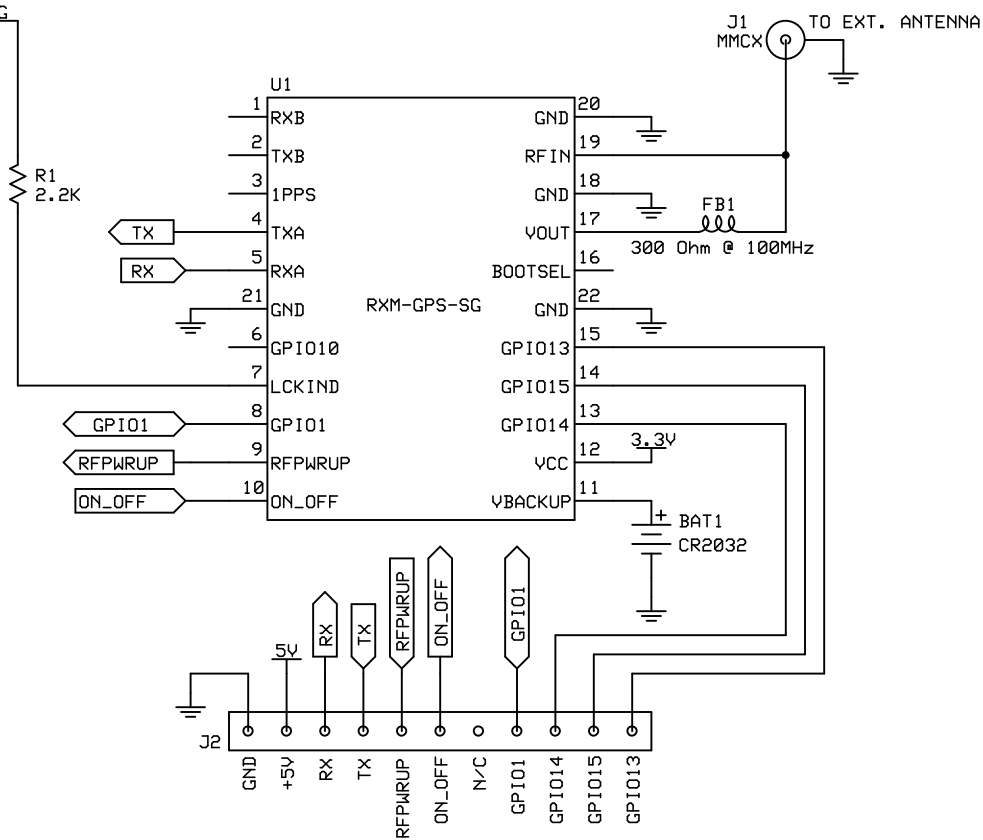 G
J1 TO EXT. ANTENNA
MMCX
U1
1 RXB GND 20
2 TXB RFIN 19
3 1PPS GND 18
R1
2.2K
FB1
TX 4 TXA VOUT 17
300 Ohm @ 100MHz
RX 5 RXA BOOTSEL 16
21 GND GND 22
RXM-GPS-SG
6 GPIO10 GPIO13 15
7 LCKIND GPIO15 14
GPIO1 8 GPIO1 GPIO14 13
3.3V
RFPWRUP 9 RFPWRUP VCC 12
ON_OFF 10 ON_OFF VBACKUP 11
+ BAT1
CR2032
5V RX TX RFPWRUP ON_OFF GPIO1
J2
GND +5V RX TX RFPWRUP ON_OFF N/C GPIO1 GPIO14 GPIO15 GPIO13